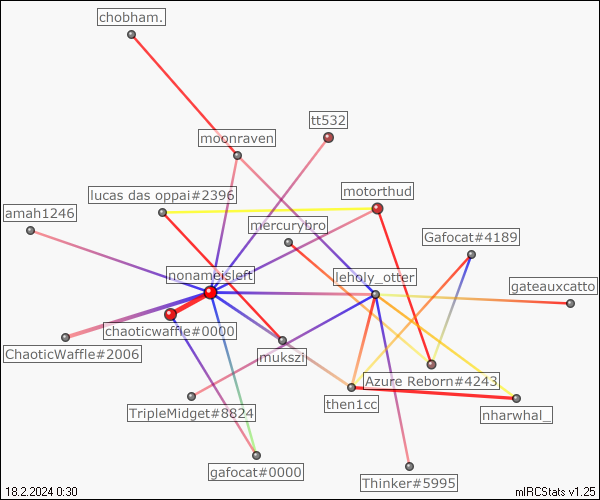 chobham.
tt532
moonraven
lucas das oppai#2396
motorthud
amah1246
mercurybro
Gafocat#4189
nonameisleft
leholy_otter
gateauxcatto
chaoticwaffle#0000
ChaoticWaffle#2006
mukszi
Azure Reborn#4243
then1cc
TripleMidget#8824
nharwhal_
gafocat#0000
Thinker#5995
18.2.2024 0:30
mIRCStats v1.25